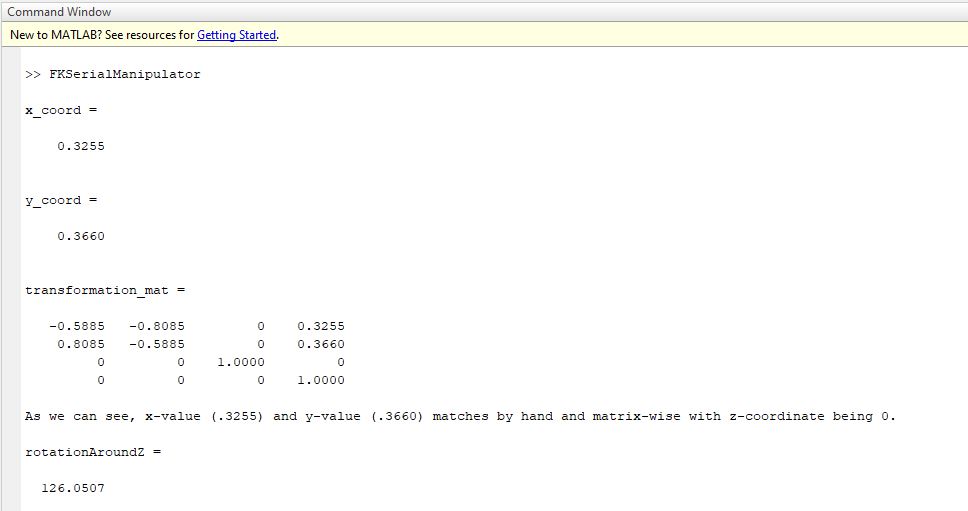 Command Window
New to MATLAB? See resources for Getting Started.
>> FKSerialManipulator
x_coord =
0.3255
y_coord =
0.3660
transformation_mat =
-0.5885 -0.8085 0 0.3255
0.8085 -0.5885 0 0.3660
0 0 1.0000 0
0 0 0 1.0000
As we can see, x-value (.3255) and y-value (.3660) matches by hand and matrix-wise with z-coordinate being 0.
rotationAroundZ =
126.0507